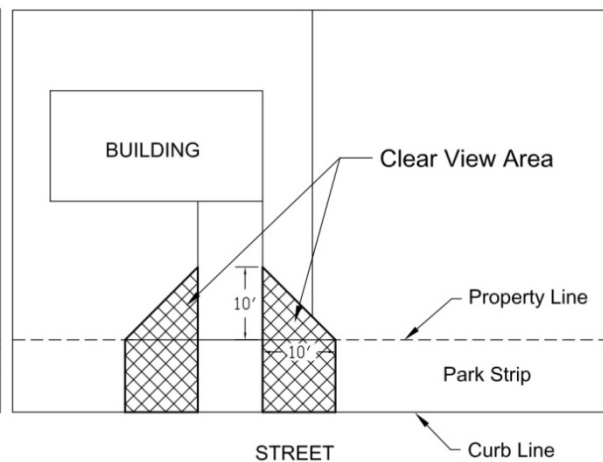 BUILDING
Clear View Area
10'
Property Line
10'
Park Strip
STREET
Curb Line